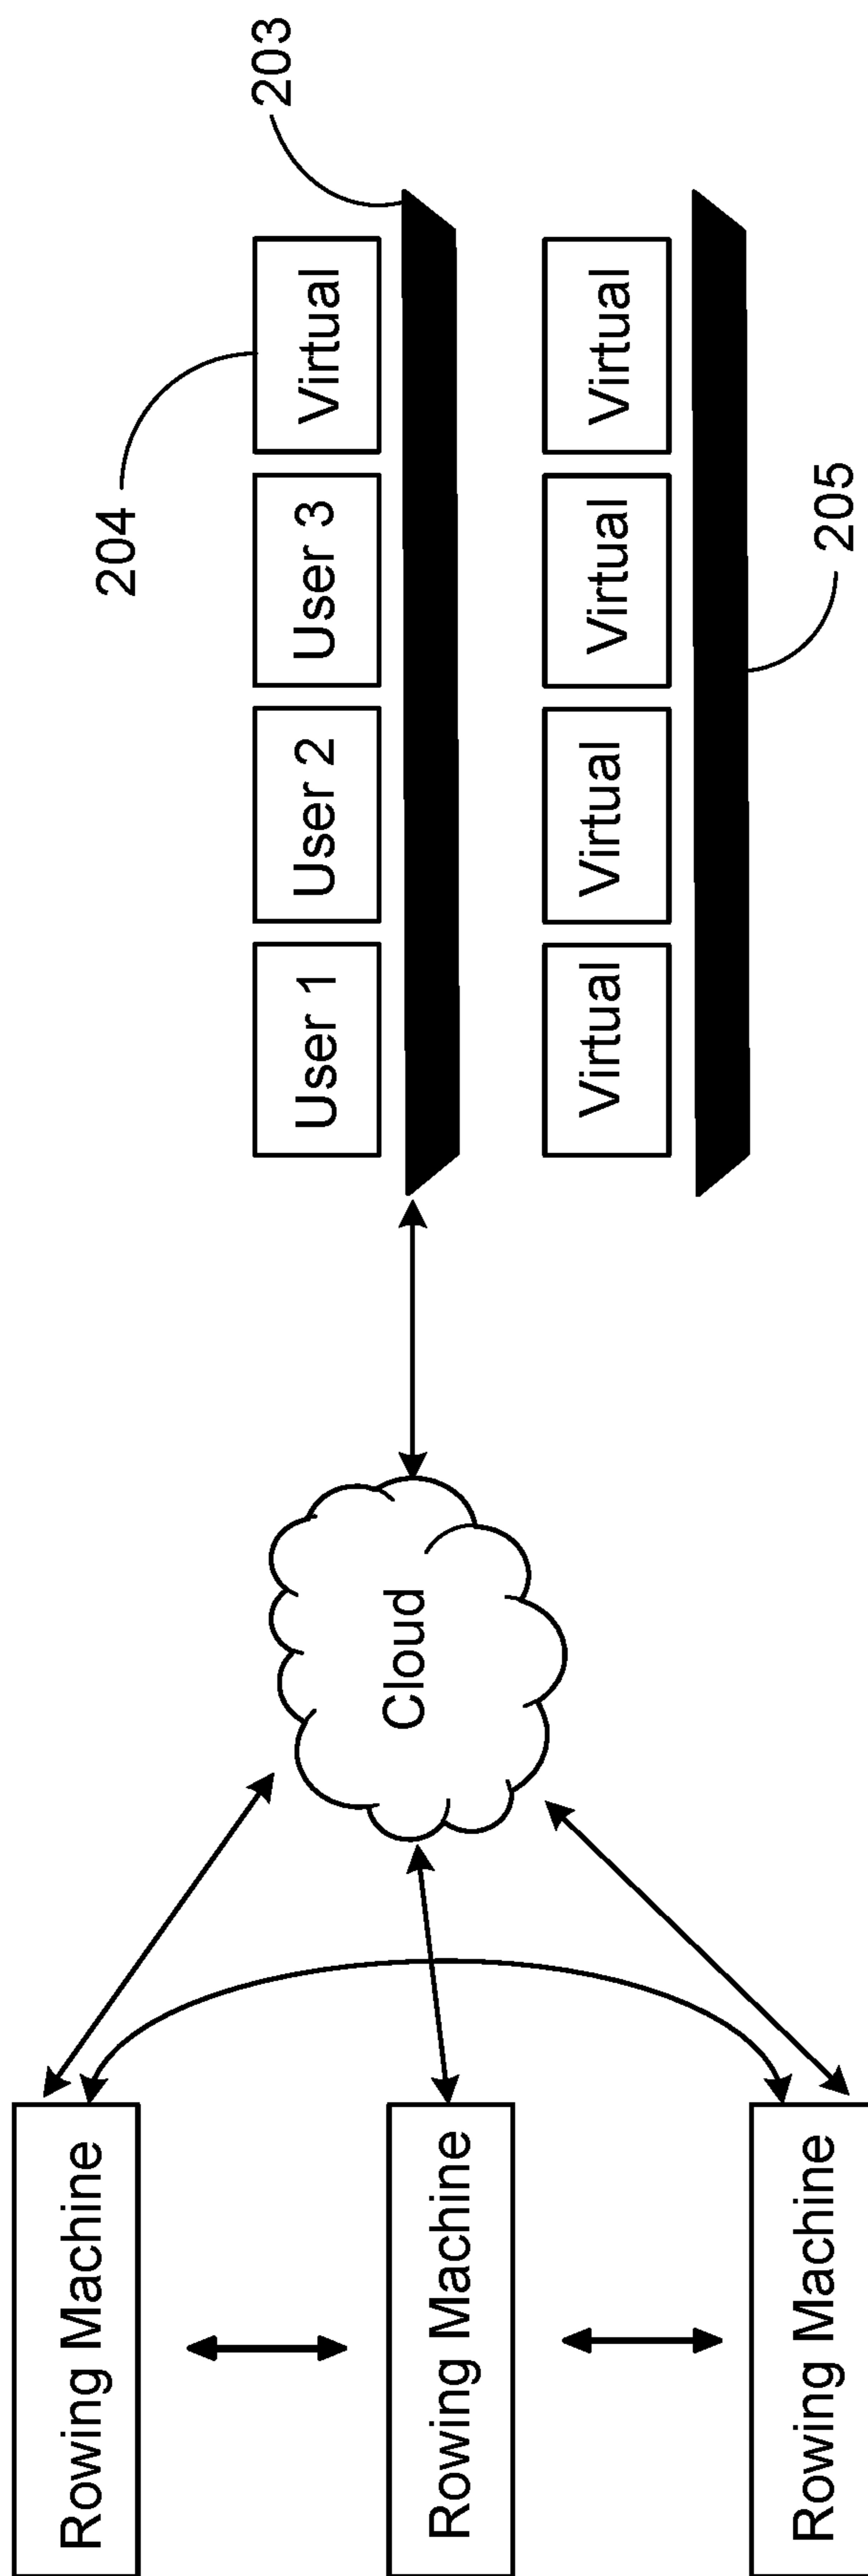 Rowing Machine
Rowing Machine
Rowing Machine
Cloud
204
203
User 1
User 2
User 3
Virtual
Virtual
Virtual
Virtual
Virtual
205